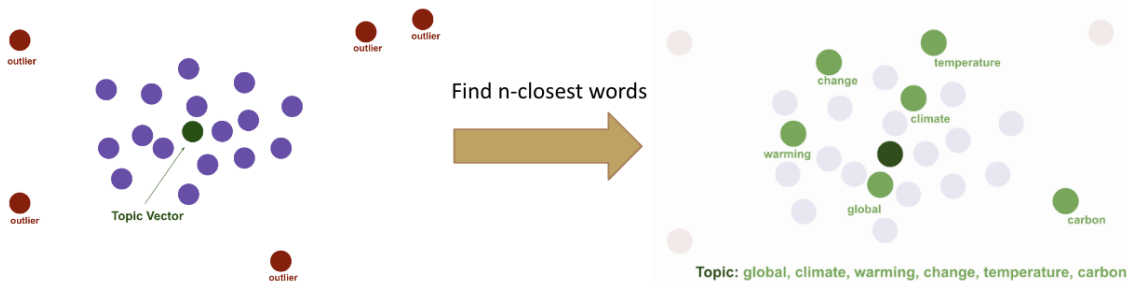 outlier
outlier
outlier
outlier
outlier
Topic Vector
Find n-closest words
temperature
change
climate
warming
global
carbon
Topic: global, climate, warming, change, temperature, carbon